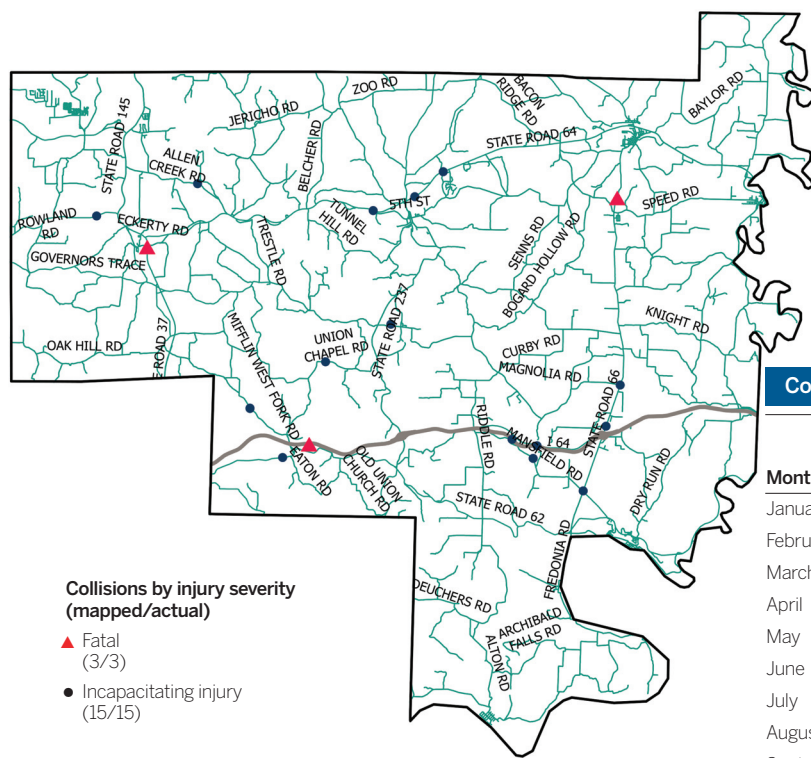 ZOO RD
BACON
RIDGE RD
BAYLOR RD
STATE ROAD 145
JERICHO RD
STATE ROAD 64
ALLEN
CREEK RD
BELCHER RD
5TH ST
SPEED RD
ROWLAND
RD
ECKERTY RD
TUNNEL
HILL RD
TRESTLE RD
SENNS RD
BOGARD HOLLOW RD
GOVERNORS TRACE
STATE ROAD 237
KNIGHT RD
MIFFLIN WEST FORK RD
UNION
CHAPEL RD
CURBY RD
OAK HILL RD
E ROAD 37
MAGNOLIA RD
STATE ROAD 66
RIDDLE RD
I 64
MANSFIELD RD
EATON RD
OLD UNION
CHURCH RD
DRY RUN RD
STATE ROAD 62
FREDONIA RD
DEUCHERS RD
ARCHIBALD
FALLS RD
ALTON RD
Collisions by injury severity
(mapped/actual)
Fatal
(3/3)
Incapacitating injury
(15/15)
Co
Mont
Janua
Febru
March
April
May
June
July
Augus